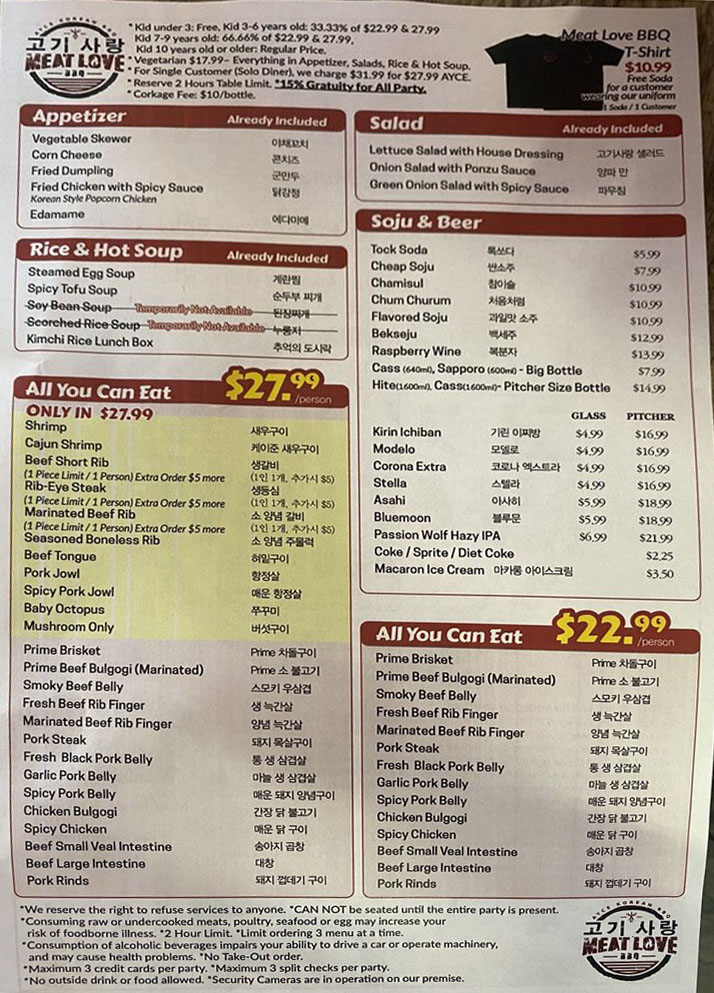 AYCE KOREAN BBQ
고기 사랑
MEAT LOVE
BBQ
*Kid under 3: Free, Kid 3-6 years old: 33.33% of $22.99 & 27.99
Kid 7-9 years old: 66.66% of $22.99 & 27.99,
Kid 10 years old or older: Regular Price.
*Vegetarian $17.99- Everything in Appetizer, Salads, Rice & Hot Soup.
*For Single Customer (Solo Diner), we charge $31.99 for $27.99 AYCE.
*Reserve 2 Hours Table Limit. *15% Gratuity for All Party.
*Corkage Fee: $10/bottle.
Meat Love BBQ
T-Shirt
$10.99
Free Soda
for a customer
wearing our uniform
1 Soda / 1 Customer
Appetizer Already Included
Vegetable Skewer 야채꼬치
Corn Cheese 콘치즈
Fried Dumpling 군만두
Fried Chicken with Spicy Sauce 닭강정
Korean Style Popcorn Chicken
Edamame 에다마메
Salad Already Included
Lettuce Salad with House Dressing 고기사랑 샐러드
Onion Salad with Ponzu Sauce 양파 만
Green Onion Salad with Spicy Sauce 파무침
Rice & Hot Soup Already Included
Steamed Egg Soup 계란찜
Spicy Tofu Soup 순두부 찌개
Soy Bean Soup Temporarily Not Available 된장찌개
Scorched Rice Soup Temporarily Not Available 누룽지
Kimchi Rice Lunch Box 추억의 도시락
Soju & Beer
Tock Soda 톡쏘다 $5.99
Cheap Soju 싼소주 $7.99
Chamisul 참이슬 $10.99
Chum Churum 처음처럼 $10.99
Flavored Soju 과일맛 소주 $10.99
Bekseju 백세주 $12.99
Raspberry Wine 복분자 $13.99
Cass (640ml), Sapporo (600ml) - Big Bottle $7.99
Hite(1600ml), Cass(1600ml)- Pitcher Size Bottle $14.99
GLASS PITCHER
Kirin Ichiban 기린 이찌방 $4.99 $16.99
Modelo 모델로 $4.99 $16.99
Corona Extra 코로나 엑스트라 $4.99 $16.99
Stella 스텔라 $4.99 $16.99
Asahi 아사히 $5.99 $18.99
Bluemoon 블루문 $5.99 $18.99
Passion Wolf Hazy IPA $6.99 $21.99
Coke / Sprite / Diet Coke $2.25
Macaron Ice Cream 마카롱 아이스크림 $3.50
All You Can Eat $27.99 /person
ONLY IN $27.99
Shrimp 새우구이
Cajun Shrimp 케이준 새우구이
Beef Short Rib 생갈비
(1 Piece Limit / 1 Person) Extra Order $5 more (1인 1개, 추가시 $5)
Rib-Eye Steak 생등심
(1 Piece Limit / 1 Person) Extra Order $5 more (1인 1개, 추가시 $5)
Marinated Beef Rib 소 양념 갈비
(1 Piece Limit / 1 Person) Extra Order $5 more (1인 1개, 추가시 $5)
Seasoned Boneless Rib 소 양념 주물럭
Beef Tongue 혀밑구이
Pork Jowl 항정살
Spicy Pork Jowl 매운 항정살
Baby Octopus 쭈꾸미
Mushroom Only 버섯구이
Prime Brisket Prime 차돌구이
Prime Beef Bulgogi (Marinated) Prime 소 불고기
Smoky Beef Belly 스모키 우삼겹
Fresh Beef Rib Finger 생 늑간살
Marinated Beef Rib Finger 양념 늑간살
Pork Steak 돼지 목살구이
Fresh Black Pork Belly 통 생 삼겹살
Garlic Pork Belly 마늘 생 삼겹살
Spicy Pork Belly 매운 돼지 양념구이
Chicken Bulgogi 간장 닭 불고기
Spicy Chicken 매운 닭 구이
Beef Small Veal Intestine 송아지 곱창
Beef Large Intestine 대창
Pork Rinds 돼지 껍데기 구이
All You Can Eat $22.99 /person
Prime Brisket Prime 차돌구이
Prime Beef Bulgogi (Marinated) Prime 소 불고기
Smoky Beef Belly 스모키 우삼겹
Fresh Beef Rib Finger 생 늑간살
Marinated Beef Rib Finger 양념 늑간살
Pork Steak 돼지 목살구이
Fresh Black Pork Belly 통 생 삼겹살
Garlic Pork Belly 마늘 생 삼겹살
Spicy Pork Belly 매운 돼지 양념구이
Chicken Bulgogi 간장 닭 불고기
Spicy Chicken 매운 닭 구이
Beef Small Veal Intestine 송아지 곱창
Beef Large Intestine 대창
Pork Rinds 돼지 껍데기 구이
*We reserve the right to refuse services to anyone. *CAN NOT be seated until the entire party is present.
*Consuming raw or undercooked meats, poultry, seafood or egg may increase your
risk of foodborne illness. *2 Hour Limit. *Limit ordering 3 menu at a time.
*Consumption of alcoholic beverages impairs your ability to drive a car or operate machinery,
and may cause health problems. *No Take-Out order.
*Maximum 3 credit cards per party. *Maximum 3 split checks per party.
*No outside drink or food allowed. *Security Cameras are in operation on our premise.
AYCE KOREAN BBQ
고기 사랑
MEAT LOVE
BBQ